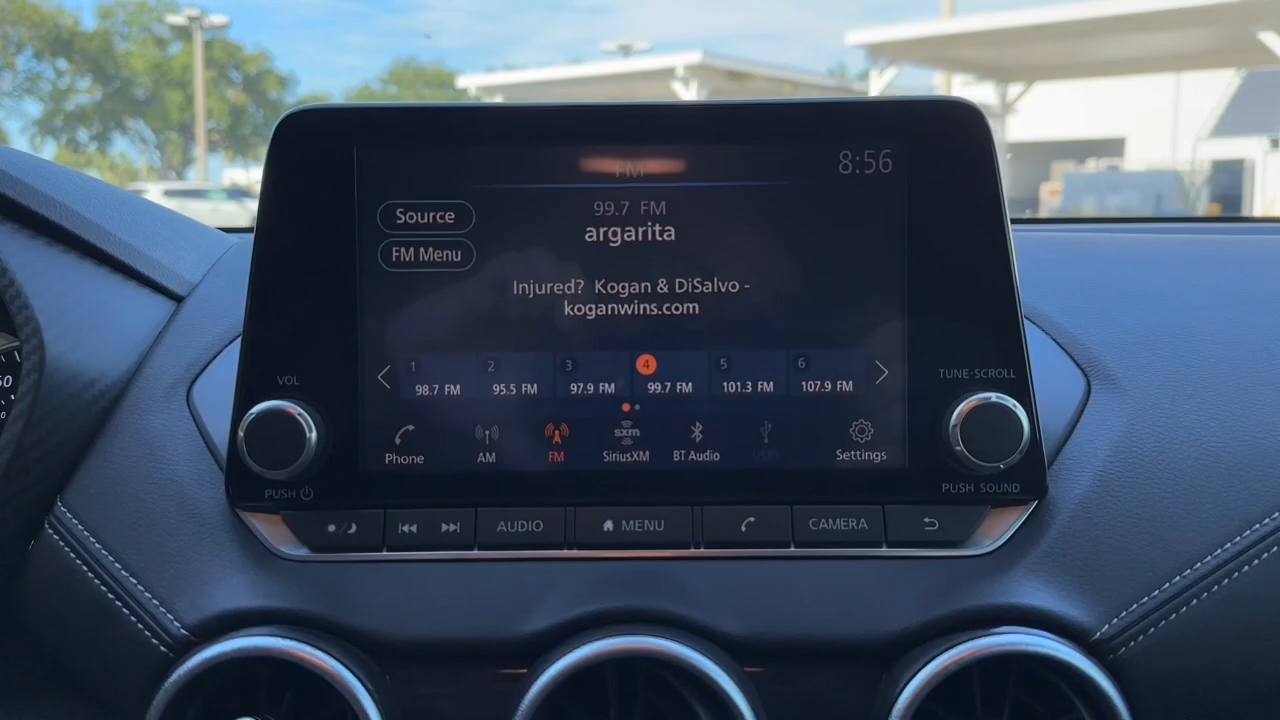 FM
8:56
Source
99.7 FM
argarita
FM Menu
Injured? Kogan & DiSalvo -
koganwins.com
1 2 3 4 5 6
98.7 FM 95.5 FM 97.9 FM 99.7 FM 101.3 FM 107.9 FM
VOL
TUNE·SCROLL
Phone AM FM SiriusXM BT Audio USB Settings
sxm
PUSH
PUSH SOUND
AUDIO MENU CAMERA